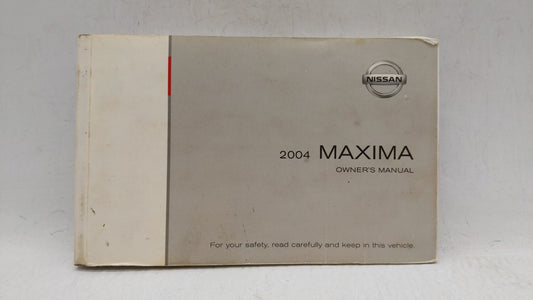 NISSAN
2004 MAXIMA
OWNER'S MANUAL
For your safety, read carefully and keep in this vehicle.